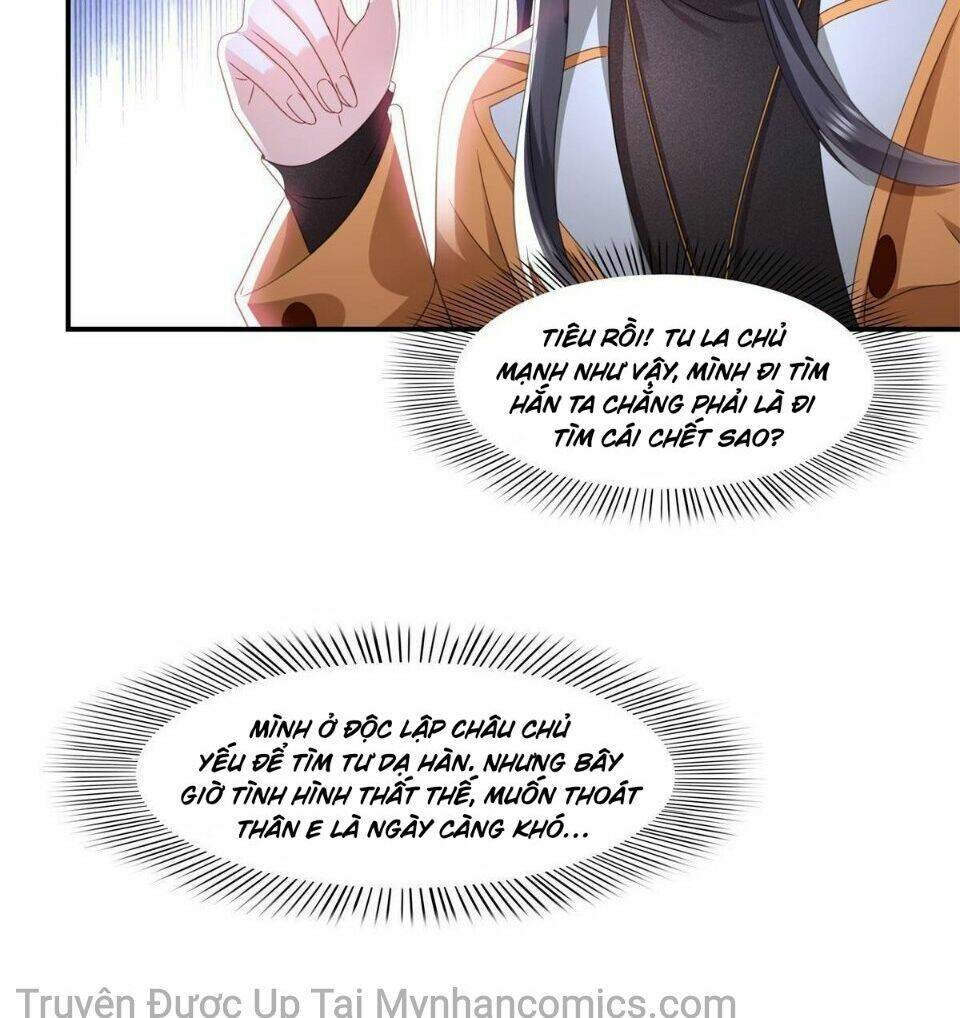 TIÊU RỒI! TU LA CHỦ
MẠNH NHƯ VẬY, MÌNH ĐI TÌM
HẮN TA CHẲNG PHẢI LÀ ĐI
TÌM CÁI CHẾT SAO?
MÌNH Ở ĐỘC LẬP CHÂU CHỦ
YẾU ĐỂ TÌM TƯ DẠ HÀN. NHƯNG BÂY
GIỜ TÌNH HÌNH THẤT THẾ, MUỐN THOÁT
THÂN E LÀ NGÀY CÀNG KHÓ...
Truyện Được Up Tại Mynhancomics.com